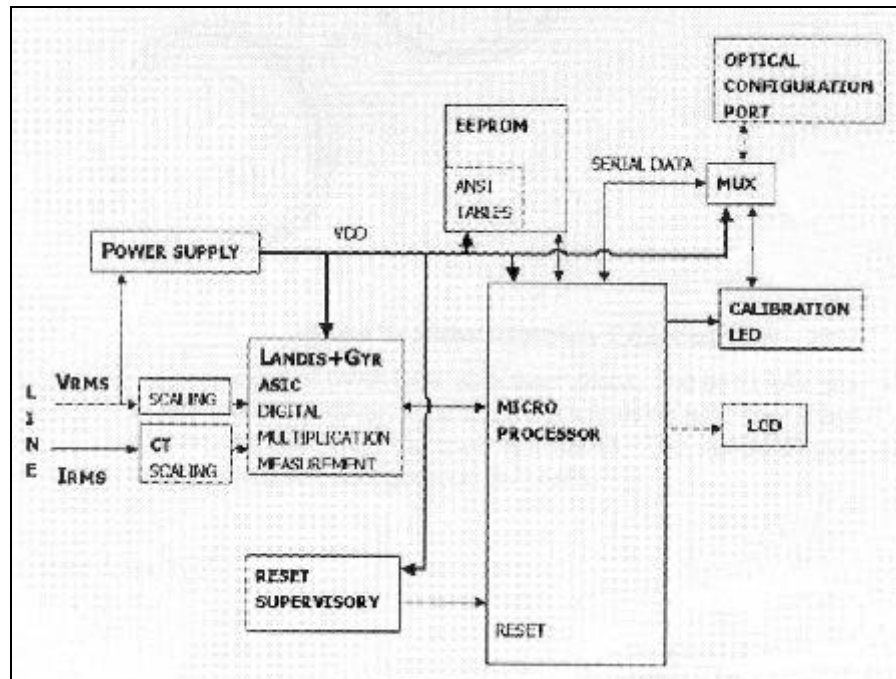 OPTICAL
CONFIGURATION
PORT
EEPROM
ANSI
TABLES
SERIAL DATA
MUX
VDD
POWER SUPPLY
CALIBRATION
LED
LANDIS+GYR
ASIC
DIGITAL
MULTIPLICATION
MEASUREMENT
LINE
VRMS
SCALING
CT
SCALING
IRMS
MICRO
PROCESSOR
LCD
RESET
SUPERVISORY
RESET